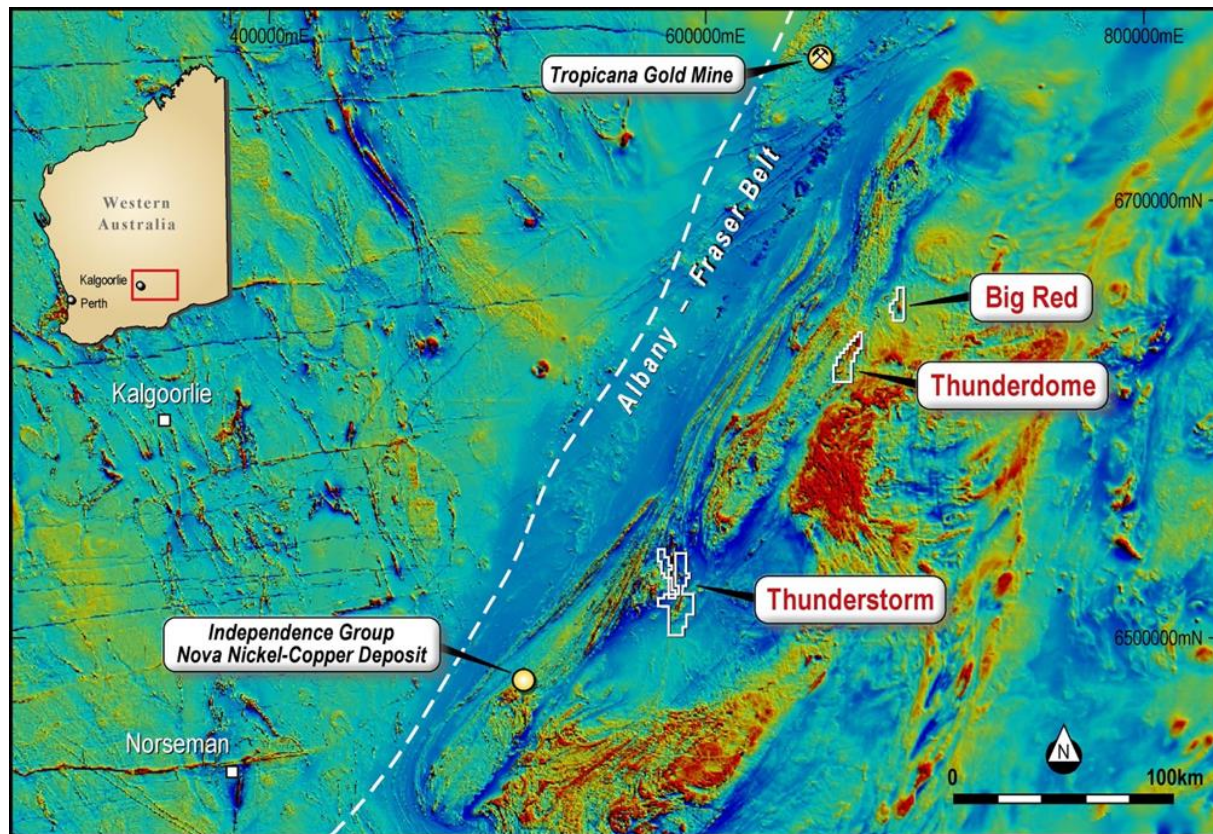 400000mE
600000mE
800000mE
Tropicana Gold Mine
Western
Australia
Kalgoorlie
Perth
Albany - Fraser Belt
6700000mN
Big Red
Thunderdome
Kalgoorlie
Thunderstorm
Independence Group
Nova Nickel-Copper Deposit
6500000mN
Norseman
N
0
100km